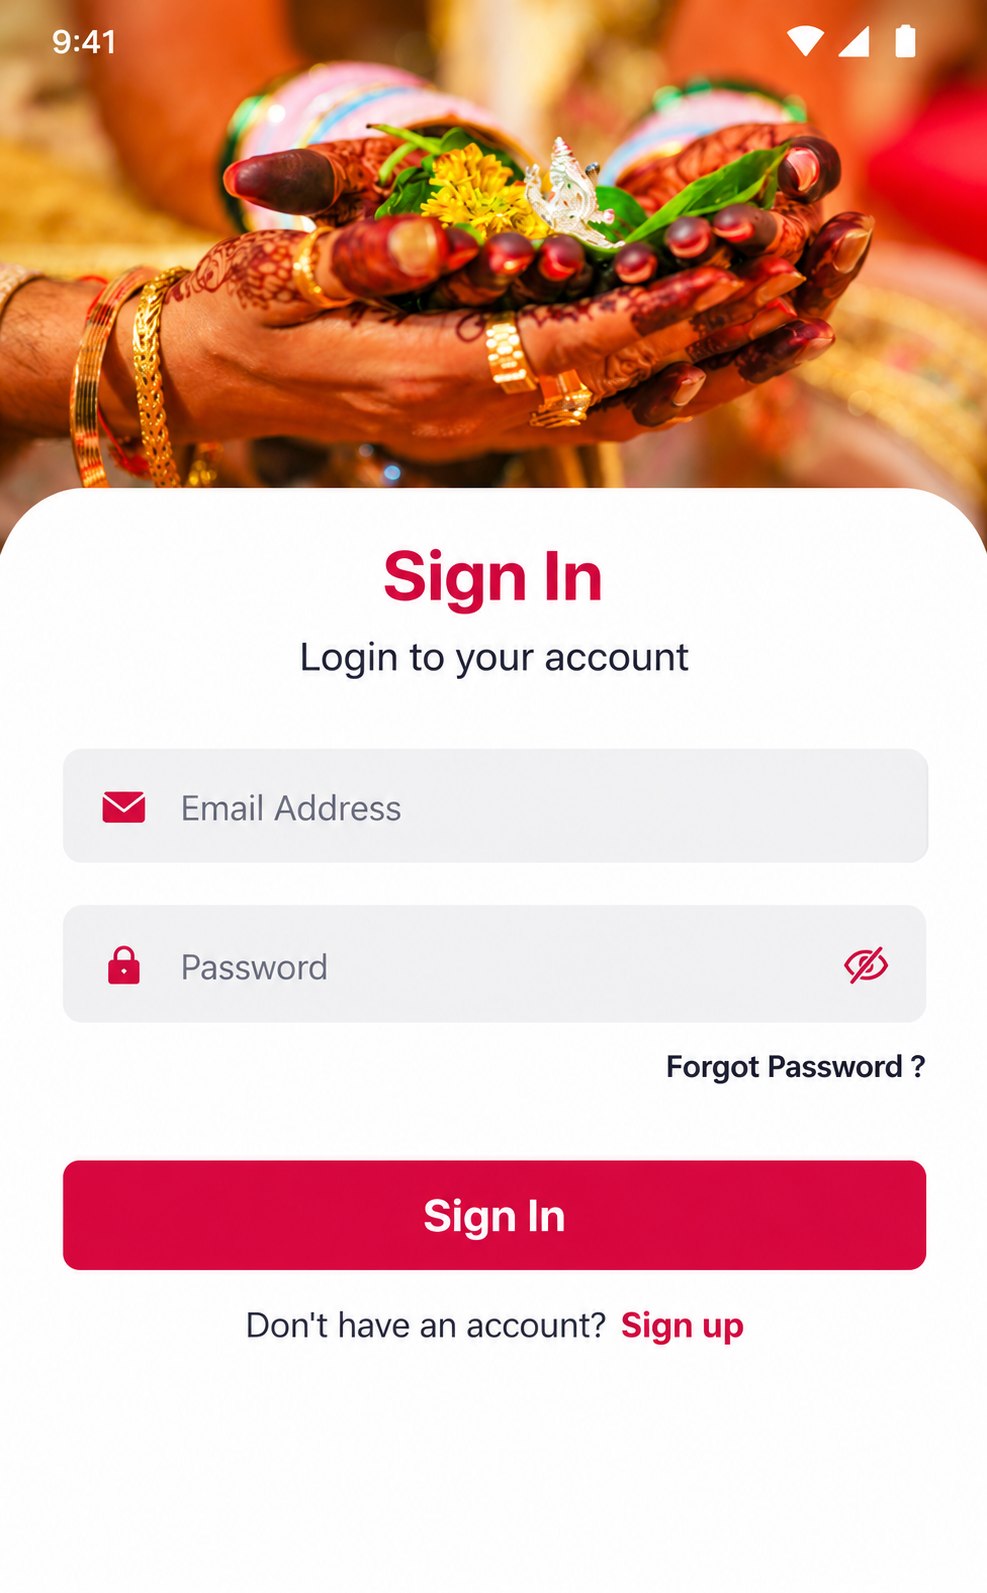 9:41
Sign In
Login to your account
Email Address
Password
Forgot Password ?
Sign In
Don't have an account? Sign up